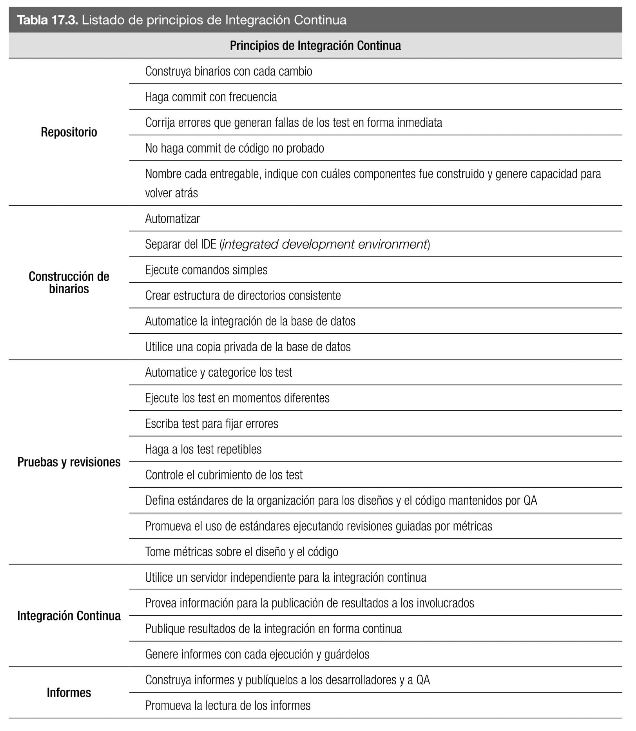 Tabla 17.3. Listado de principios de Integración Continua
Principios de Integración Continua
Repositorio
Construya binarios con cada cambio
Haga commit con frecuencia
Corrija errores que generan fallas de los test en forma inmediata
No haga commit de código no probado
Nombre cada entregable, indique con cuáles componentes fue construido y genere capacidad para
volver atrás
Construcción de
binarios
Automatizar
Separar del IDE (integrated development environment)
Ejecute comandos simples
Crear estructura de directorios consistente
Automatice la integración de la base de datos
Utilice una copia privada de la base de datos
Pruebas y revisiones
Automatice y categorice los test
Ejecute los test en momentos diferentes
Escriba test para fijar errores
Haga a los test repetibles
Controle el cubrimiento de los test
Defina estándares de la organización para los diseños y el código mantenidos por QA
Promueva el uso de estándares ejecutando revisiones guiadas por métricas
Tome métricas sobre el diseño y el código
Integración Continua
Utilice un servidor independiente para la integración continua
Provea información para la publicación de resultados a los involucrados
Publique resultados de la integración en forma continua
Genere informes con cada ejecución y guárdelos
Informes
Construya informes y publíquelos a los desarrolladores y a QA
Promueva la lectura de los informes